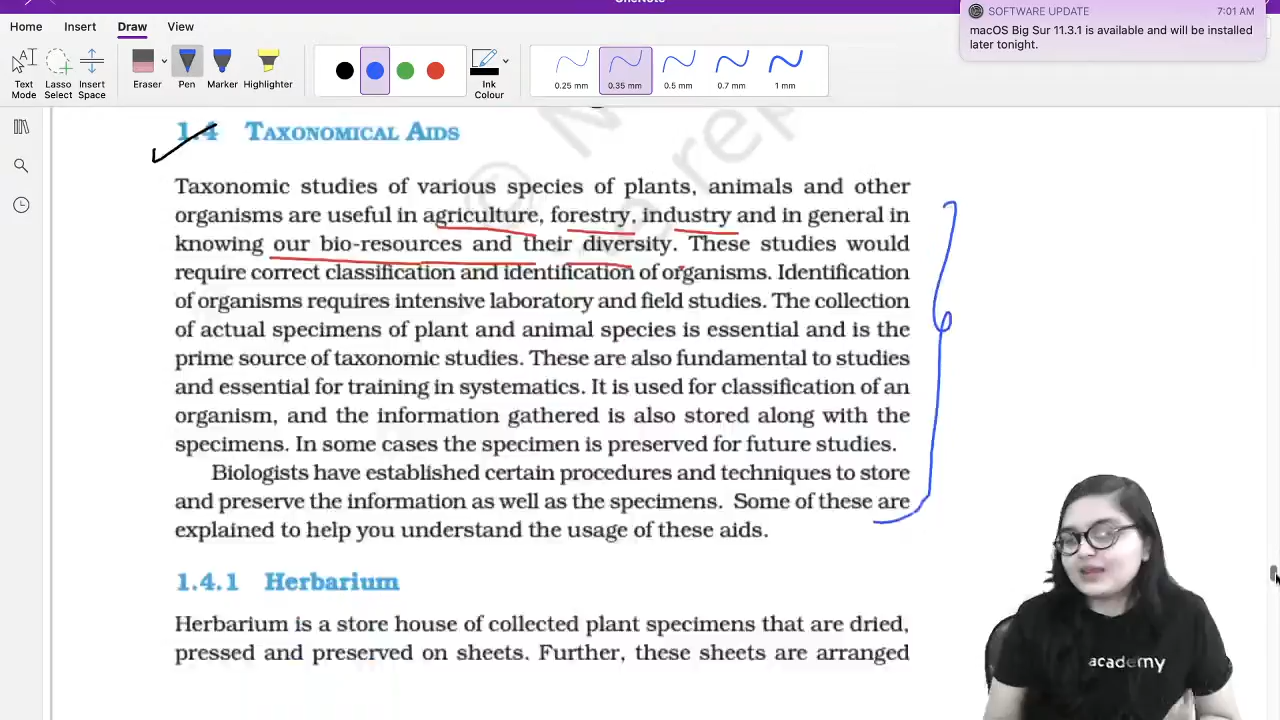 OneNote
SOFTWARE UPDATE 7:01 AM
macOS Big Sur 11.3.1 is available and will be installed
later tonight.
Home Insert Draw View
Text Mode
Lasso Select
Insert Space
Eraser
Pen
Marker
Highlighter
Ink Colour
0.25 mm
0.35 mm
0.5 mm
0.7 mm
1 mm
1.4 TAXONOMICAL AIDS
Taxonomic studies of various species of plants, animals and other
organisms are useful in agriculture, forestry, industry and in general in
knowing our bio-resources and their diversity. These studies would
require correct classification and identification of organisms. Identification
of organisms requires intensive laboratory and field studies. The collection
of actual specimens of plant and animal species is essential and is the
prime source of taxonomic studies. These are also fundamental to studies
and essential for training in systematics. It is used for classification of an
organism, and the information gathered is also stored along with the
specimens. In some cases the specimen is preserved for future studies.
Biologists have established certain procedures and techniques to store
and preserve the information as well as the specimens. Some of these are
explained to help you understand the usage of these aids.
1.4.1 Herbarium
Herbarium is a store house of collected plant specimens that are dried,
pressed and preserved on sheets. Further, these sheets are arranged
academy